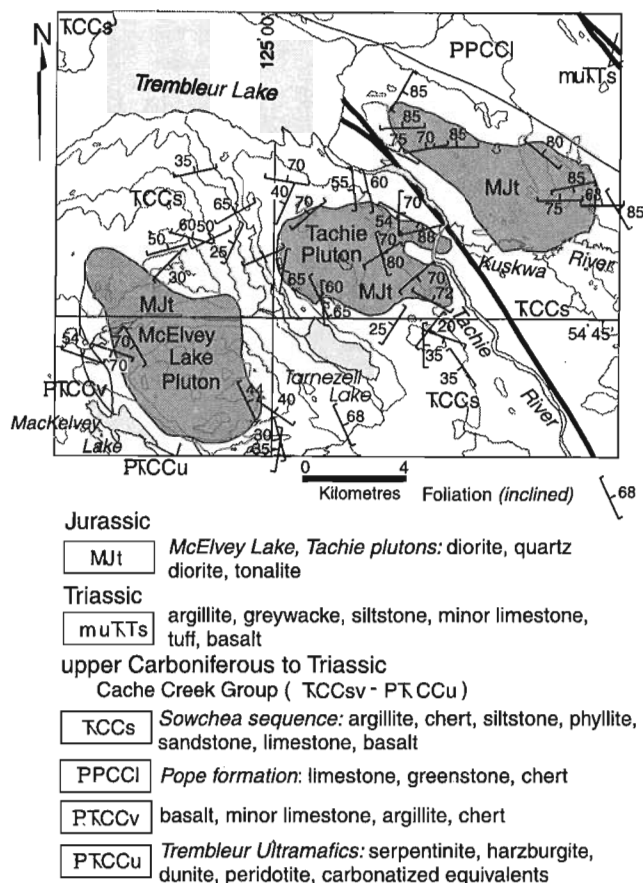 N
TCCs
125°00'
PPCCl
muTTs
Trembleur Lake
85
85
75
70
85
80
MJt
85
68
75
85
35
TCCs
70
40
55
60
70
65
70
54
Tachie
Pluton
86
70
80
60
50
50
25
30
Kuskwa
River
MJt
70
72
65
60
65
MJt
McElvey
Lake
Pluton
TCCs
54°45'
25
20
35
35
Tachie
River
54
70
70
PTCCv
Tarnezell
Lake
TCCs
MacKelvey
Lake
44
40
68
30
35
PTCCu
0 4
Kilometres
Foliation (inclined)
68
Jurassic
MJt McElvey Lake, Tachie plutons: diorite, quartz
diorite, tonalite
Triassic
muTTs argillite, greywacke, siltstone, minor limestone,
tuff, basalt
upper Carboniferous to Triassic
Cache Creek Group ( TCCsv - PTCCu )
TCCs Sowchea sequence: argillite, chert, siltstone, phyllite,
sandstone, limestone, basalt
PPCCl Pope formation: limestone, greenstone, chert
PTCCv basalt, minor limestone, argillite, chert
PTCCu Trembleur Ultramafics: serpentinite, harzburgite,
dunite, peridotite, carbonatized equivalents